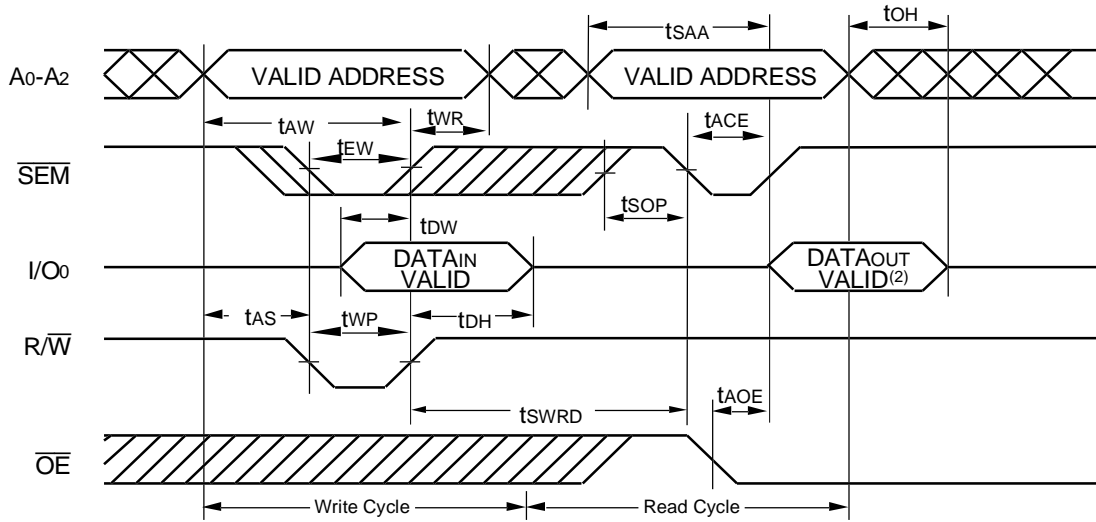 tSAA tOH
A0-A2 VALID ADDRESS VALID ADDRESS
tAW tWR tACE
tEW
SEM
tSOP
tDW
I/O0 DATAIN VALID DATAOUT VALID(2)
tAS tWP tDH
R/W
tSWRD tAOE
OE
Write Cycle Read Cycle